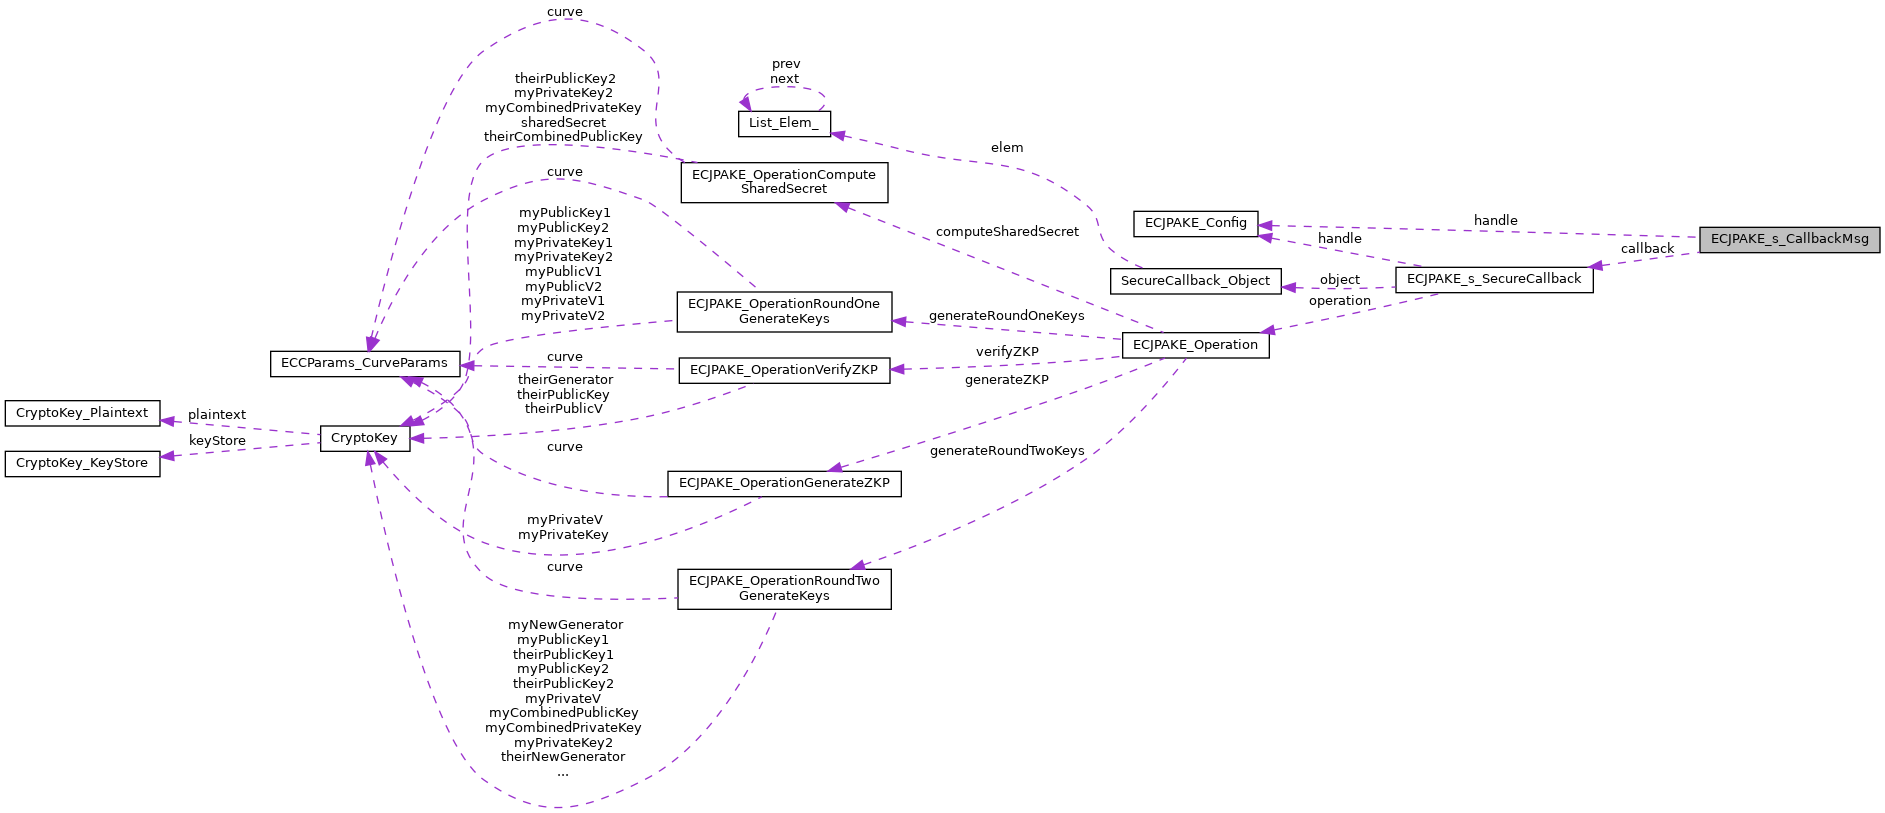 curve
prev
next
theirPublicKey2
myPrivateKey2
myCombinedPrivateKey
sharedSecret
theirCombinedPublicKey
List_Elem_
elem
ECJPAKE_OperationCompute
SharedSecret
curve
myPublicKey1
myPublicKey2
myPrivateKey1
myPrivateKey2
myPublicV1
myPublicV2
myPrivateV1
myPrivateV2
computeSharedSecret
ECJPAKE_Config
handle
handle
ECJPAKE_s_CallbackMsg
callback
SecureCallback_Object
object
ECJPAKE_s_SecureCallback
operation
ECJPAKE_OperationRoundOne
GenerateKeys
generateRoundOneKeys
ECJPAKE_Operation
ECCParams_CurveParams
curve
ECJPAKE_OperationVerifyZKP
verifyZKP
generateZKP
theirGenerator
theirPublicKey
theirPublicV
CryptoKey_Plaintext
plaintext
CryptoKey
keyStore
CryptoKey_KeyStore
curve
generateRoundTwoKeys
ECJPAKE_OperationGenerateZKP
myPrivateV
myPrivateKey
curve
ECJPAKE_OperationRoundTwo
GenerateKeys
myNewGenerator
myPublicKey1
theirPublicKey1
myPublicKey2
theirPublicKey2
myPrivateV
myCombinedPublicKey
myCombinedPrivateKey
myPrivateKey2
theirNewGenerator
...